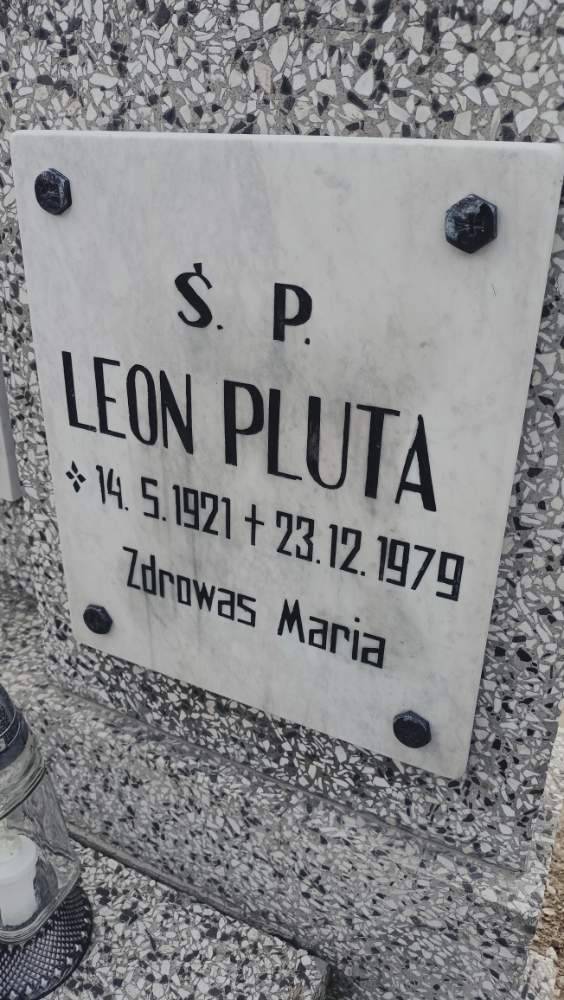 Ś. P.
LEON PLUTA
14. 5. 1921 † 23. 12. 1979
Zdrowas Maria